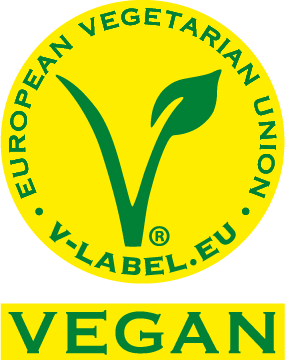 • EUROPEAN VEGETARIAN UNION •
V®
V-LABEL.EU
VEGAN